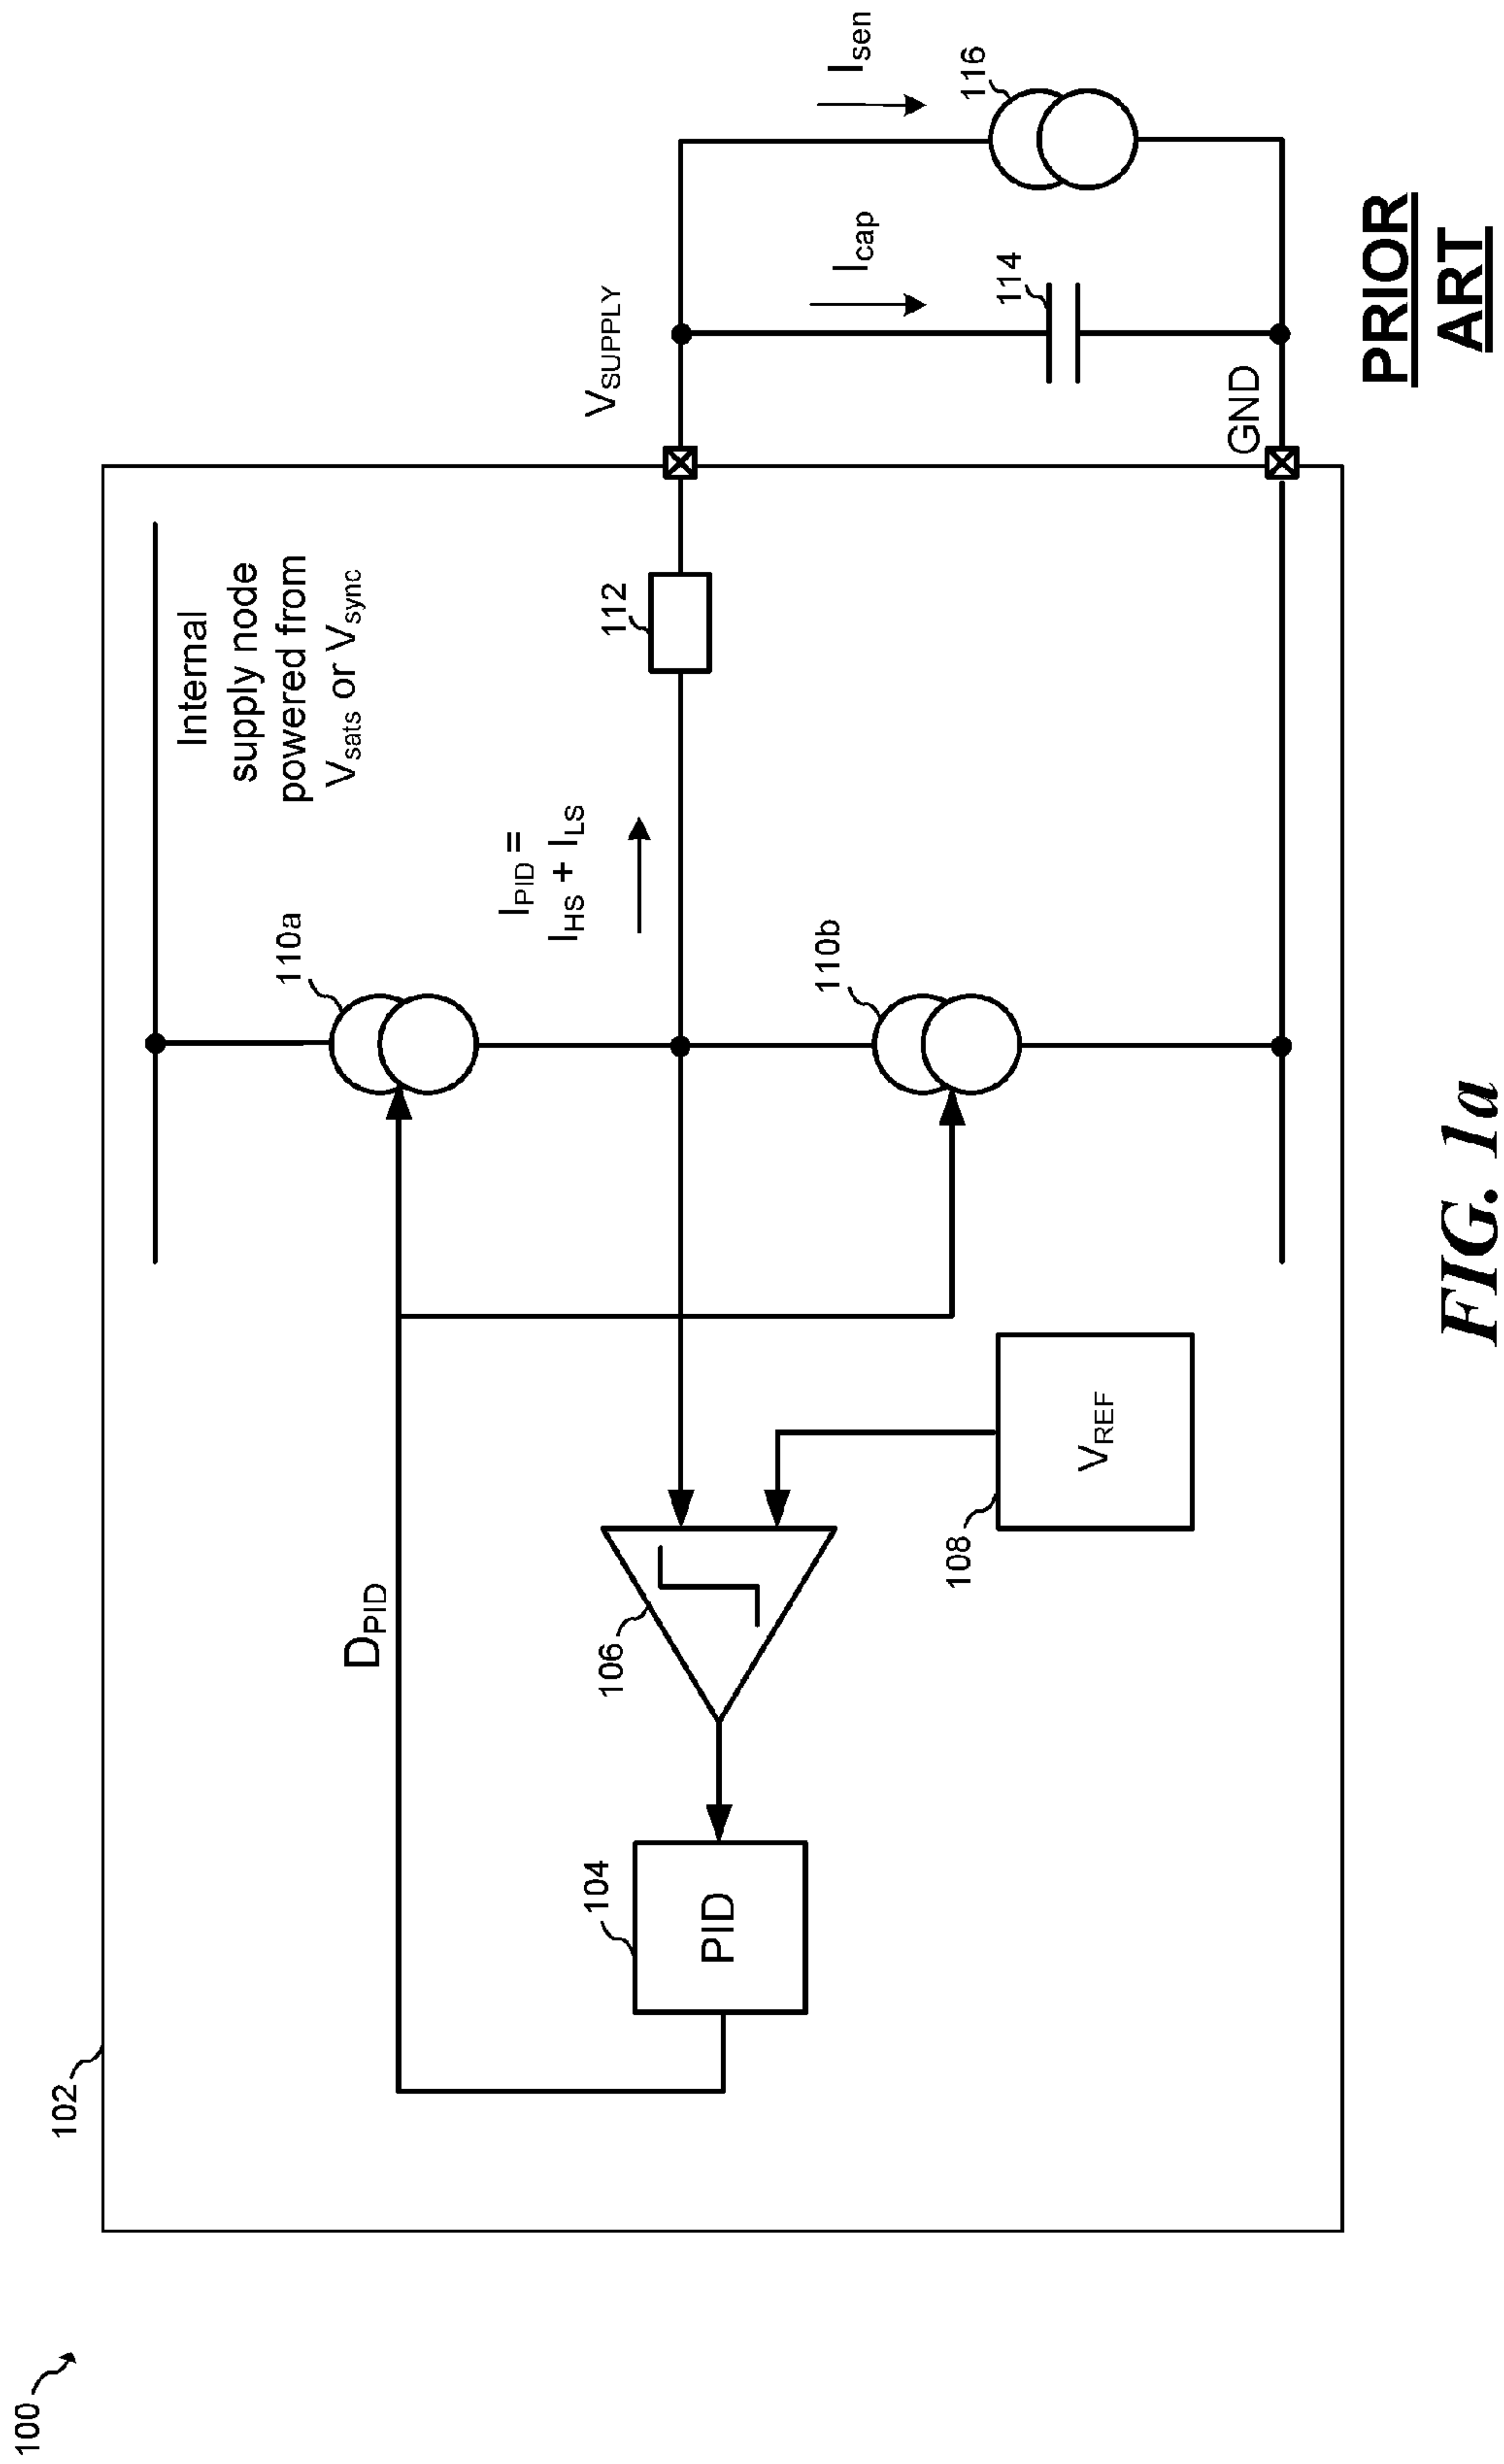 100
102
Internal
supply node
powered from
Vsats or Vsync
110a
DPID
IPID =
IHS + ILS
104
PID
106
112
VSUPPLY
110b
Isen
Icap
108
VREF
116
114
GND
PRIOR
ART
FIG. 1a